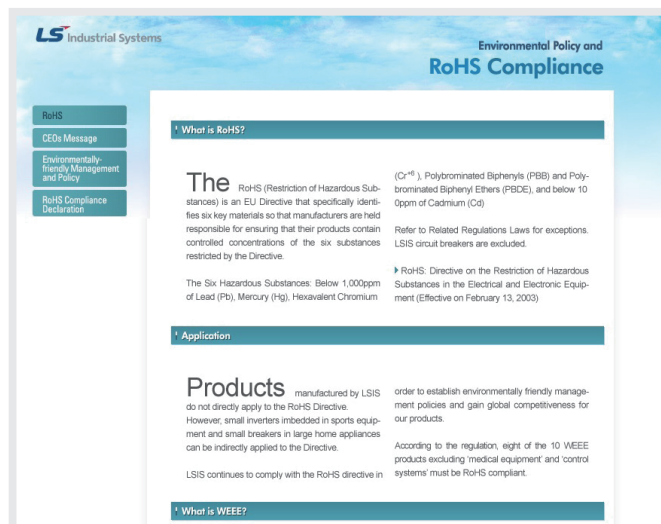 LS Industrial Systems
Environmental Policy and
RoHS Compliance
RoHS
CEOs Message
Environmentally-
friendly Management
and Policy
RoHS Compliance
Declaration
What is RoHS?
The RoHS (Restriction of Hazardous Sub-
stances) is an EU Directive that specifically identi-
fies six key materials so that manufacturers are held
responsible for ensuring that their products contain
controlled concentrations of the six substances
restricted by the Directive.
The Six Hazardous Substances: Below 1,000ppm
of Lead (Pb), Mercury (Hg), Hexavalent Chromium
(Cr+6 ), Polybrominated Biphenyls (PBB) and Poly-
brominated Biphenyl Ethers (PBDE), and below 10
0ppm of Cadmium (Cd)
Refer to Related Regulations Laws for exceptions.
LSIS circuit breakers are excluded.
RoHS: Directive on the Restriction of Hazardous
Substances in the Electrical and Electronic Equip-
ment (Effective on February 13, 2003)
Application
Products manufactured by LSIS
do not directly apply to the RoHS Directive.
However, small inverters imbedded in sports equip-
ment and small breakers in large home appliances
can be indirectly applied to the Directive.
LSIS continues to comply with the RoHS directive in
order to establish environmentally friendly manage-
ment policies and gain global competitiveness for
our products.
According to the regulation, eight of the 10 WEEE
products excluding 'medical equipment' and 'control
systems' must be RoHS compliant.
What is WEEE?